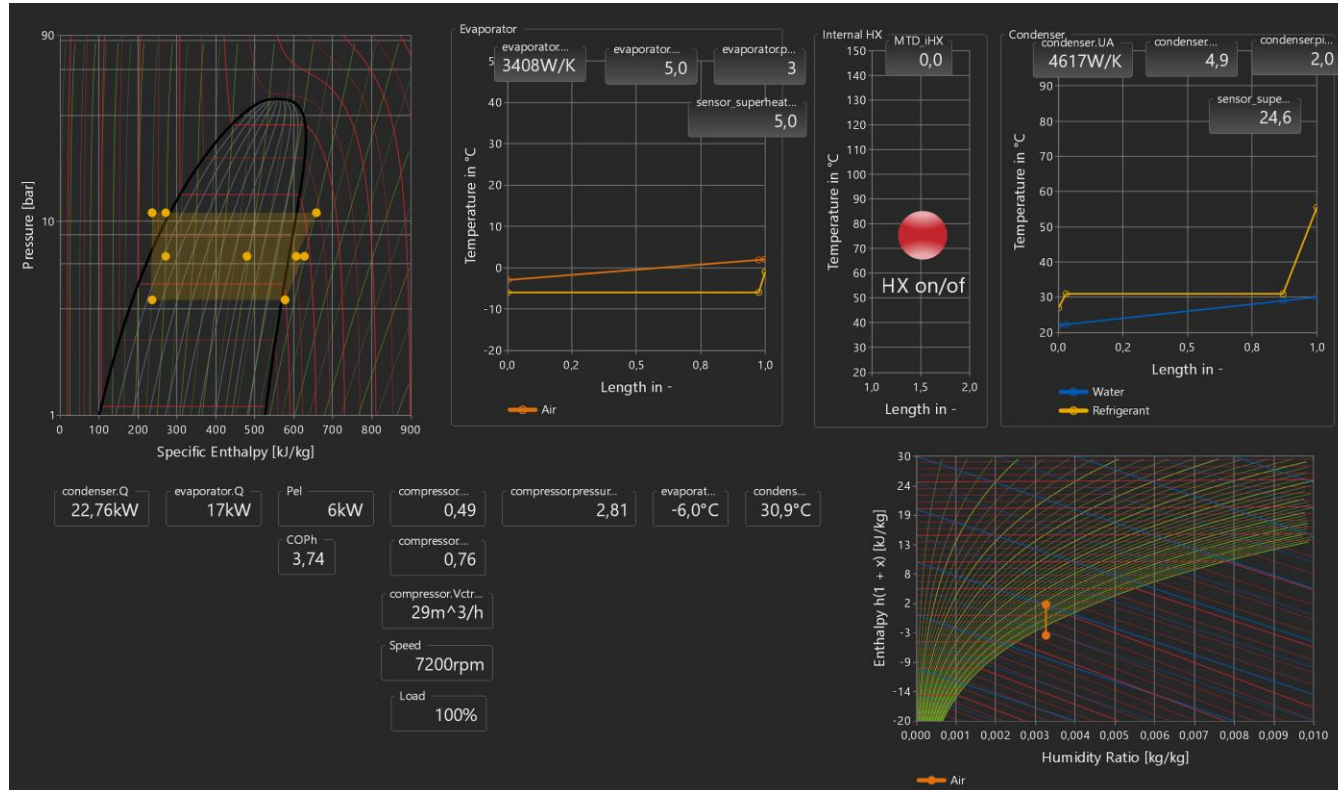 90
10
1
0
100
200
300
400
500
600
700
800
900
Pressure [bar]
Specific Enthalpy [kJ/kg]
Evaporator
evaporator....
3408W/K
evaporator....
5,0
evaporator.p...
3
sensor_superheat...
5,0
40
30
20
10
0
-10
-20
Temperature in °C
0,0
0,2
0,5
0,8
1,0
Length in -
Air
Internal HX
MTD_iHX
0,0
150
140
130
120
110
100
90
80
70
60
50
40
30
20
Temperature in °C
HX on/of
1,0
1,5
2,0
Length in -
Condenser
condenser.UA
4617W/K
condenser....
4,9
condenser.pi...
2,0
sensor_supe...
24,6
90
80
70
60
50
40
30
20
Temperature in °C
0,0
0,2
0,5
0,8
1,0
Length in -
Water
Refrigerant
condenser.Q
22,76kW
evaporator.Q
17kW
Pel
6kW
compressor....
0,49
compressor.pressur...
2,81
evaporat...
-6,0°C
condens...
30,9°C
COPh
3,74
compressor....
0,76
compressor.Vctr...
29m^3/h
Speed
7200rpm
Load
100%
30
24
19
13
8
2
-3
-9
-14
-20
Enthalpy h(1 + x) [kJ/kg]
0,000
0,001
0,002
0,003
0,004
0,005
0,006
0,007
0,008
0,009
0,010
Humidity Ratio [kg/kg]
Air